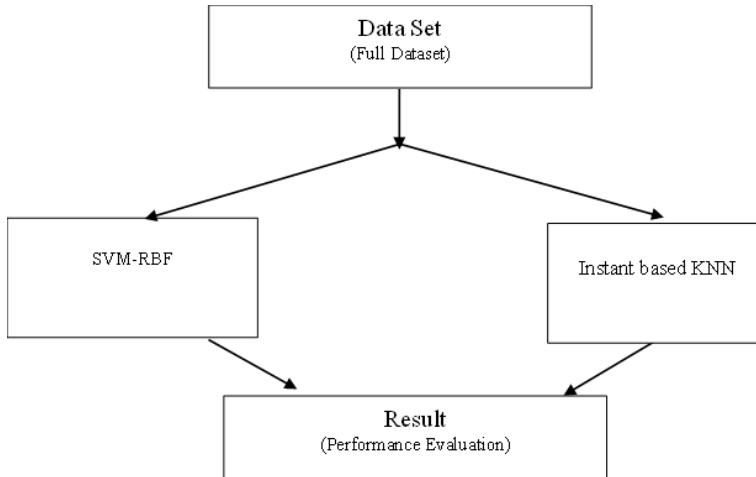 Data Set
(Full Dataset)
SVM-RBF
Instant based KNN
Result
(Performance Evaluation)